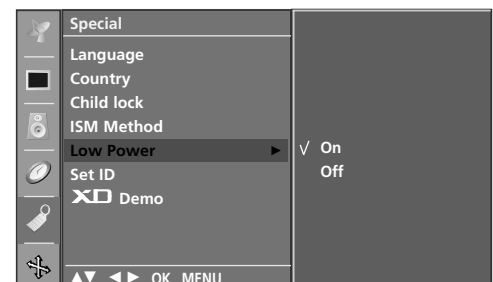 Special
Language
Country
Child lock
ISM Method
Low Power ►
√ On
Off
Set ID
XD Demo
▲▼ ◄► OK MENU